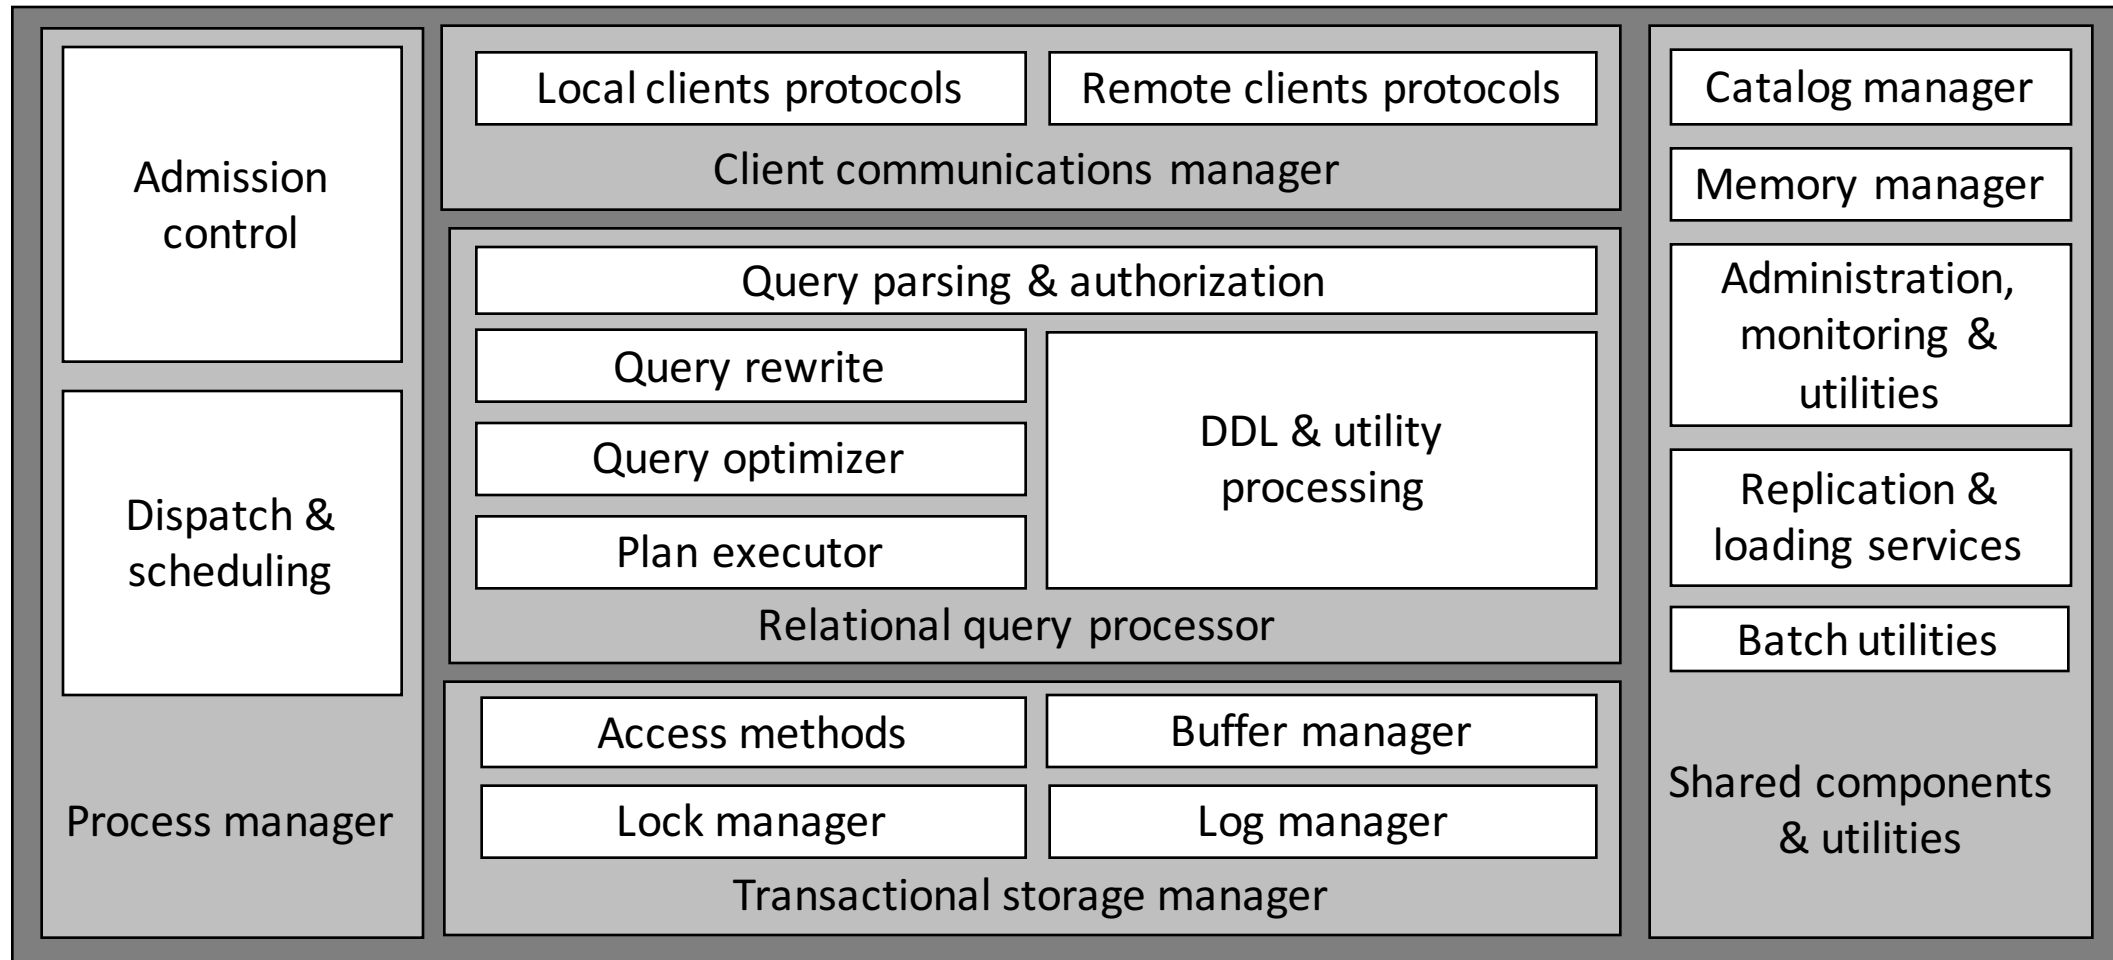 Admission
control
Dispatch &
scheduling
Process manager
Local clients protocols
Remote clients protocols
Client communications manager
Query parsing & authorization
Query rewrite
Query optimizer
Plan executor
DDL & utility
processing
Relational query processor
Access methods
Buffer manager
Lock manager
Log manager
Transactional storage manager
Catalog manager
Memory manager
Administration,
monitoring &
utilities
Replication &
loading services
Batch utilities
Shared components
& utilities